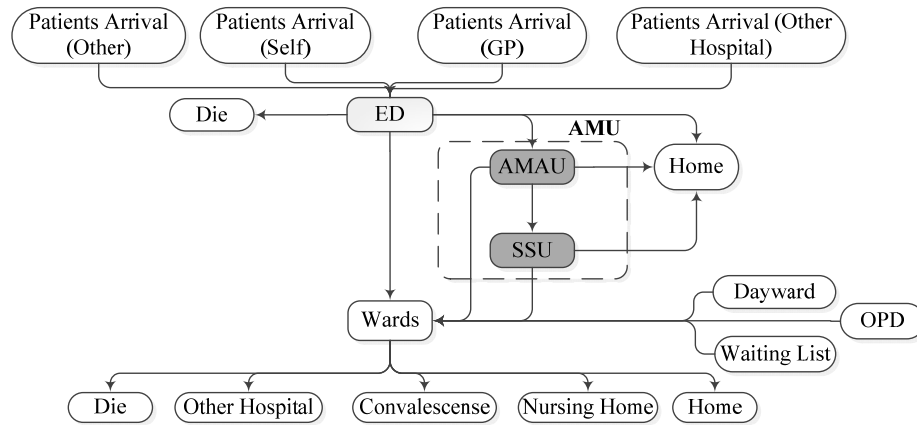 Patients Arrival
(Other)
Patients Arrival
(Self)
Patients Arrival
(GP)
Patients Arrival (Other
Hospital)
Die
ED
AMU
AMAU
Home
SSU
Wards
Dayward
OPD
Waiting List
Die
Other Hospital
Convalescense
Nursing Home
Home